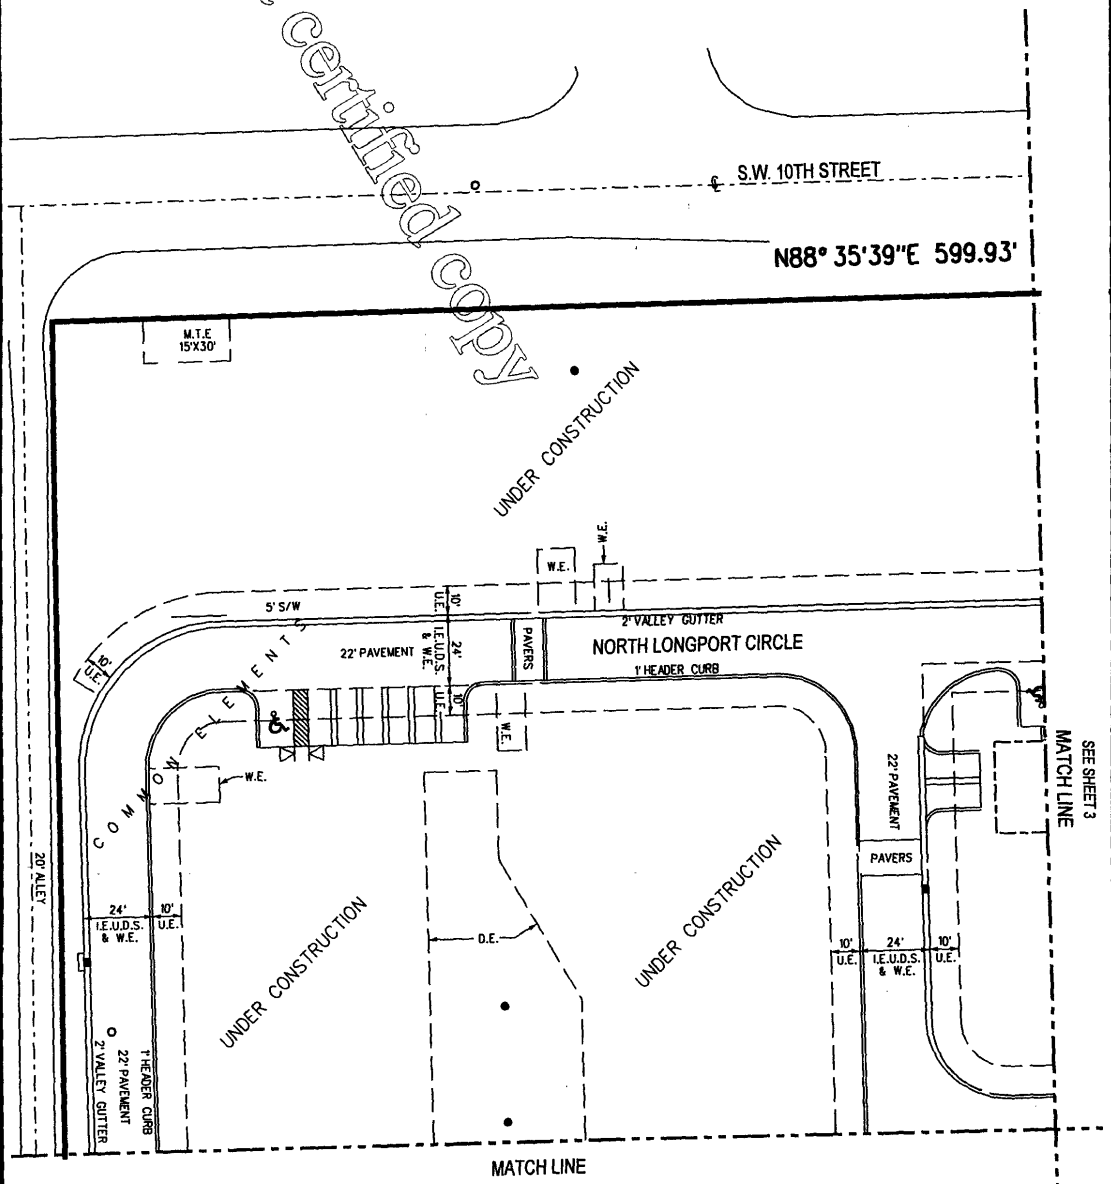 certified copy
S.W. 10TH STREET
N88° 35'39"E 599.93'
M.T.E
15'X30'
UNDER CONSTRUCTION
W.E.
W.E.
5' S/W
10'
U.E.
2' VALLEY GUTTER
22' PAVEMENT
24'
I.E.U.D.S.
& W.E.
PAVERS
NORTH LONGPORT CIRCLE
1' HEADER CURB
10'
U.E.
10'
U.E.
W.E.
COMMON ELEMENTS
W.E.
22' PAVEMENT
SEE SHEET 3
MATCH LINE
PAVERS
20' ALLEY
24'
I.E.U.D.S.
& W.E.
10'
U.E.
UNDER CONSTRUCTION
D.E.
UNDER CONSTRUCTION
10'
U.E.
24'
I.E.U.D.S.
& W.E.
10'
U.E.
2' VALLEY GUTTER
22' PAVEMENT
1' HEADER CURB
MATCH LINE